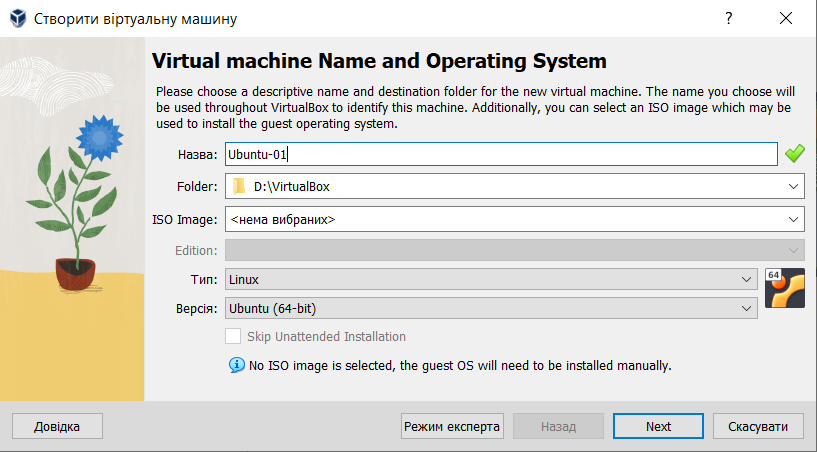 Створити віртуальну машину
Virtual machine Name and Operating System
Please choose a descriptive name and destination folder for the new virtual machine. The name you choose will
be used throughout VirtualBox to identify this machine. Additionally, you can select an ISO image which may be
used to install the guest operating system.
Назва: Ubuntu-01
Folder: D:\VirtualBox
ISO Image: <нема вибраних>
Edition:
Тип: Linux
64
Версія: Ubuntu (64-bit)
Skip Unattended Installation
No ISO image is selected, the guest OS will need to be installed manually.
Довідка Режим експерта Назад Next Скасувати